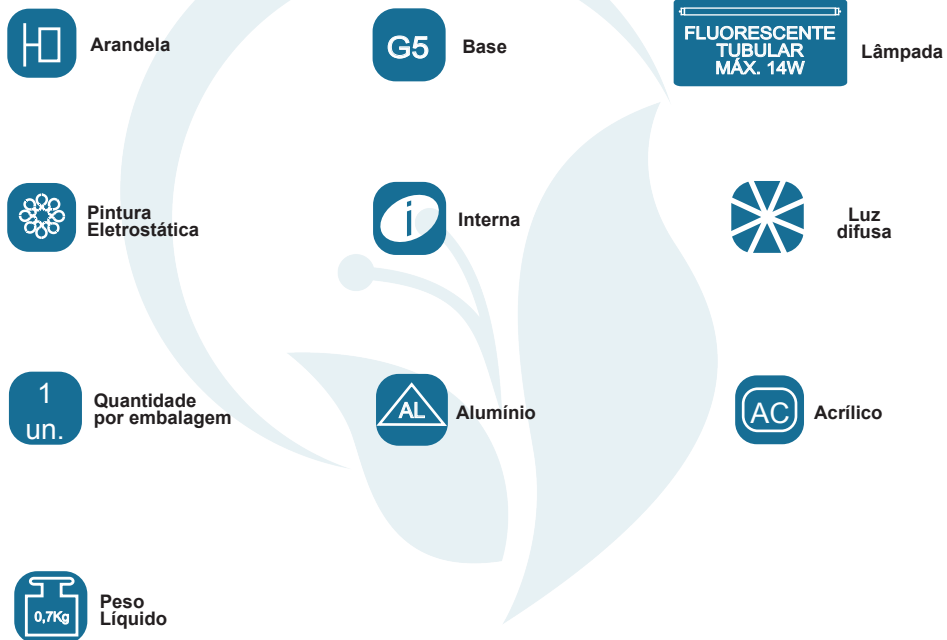 Arandela
G5
Base
FLUORESCENTE
TUBULAR
MÁX. 14W
Lâmpada
Pintura
Eletrostática
i
Interna
Luz
difusa
1
un.
Quantidade
por embalagem
AL
Alumínio
AC
Acrílico
0,7Kg
Peso
Líquido